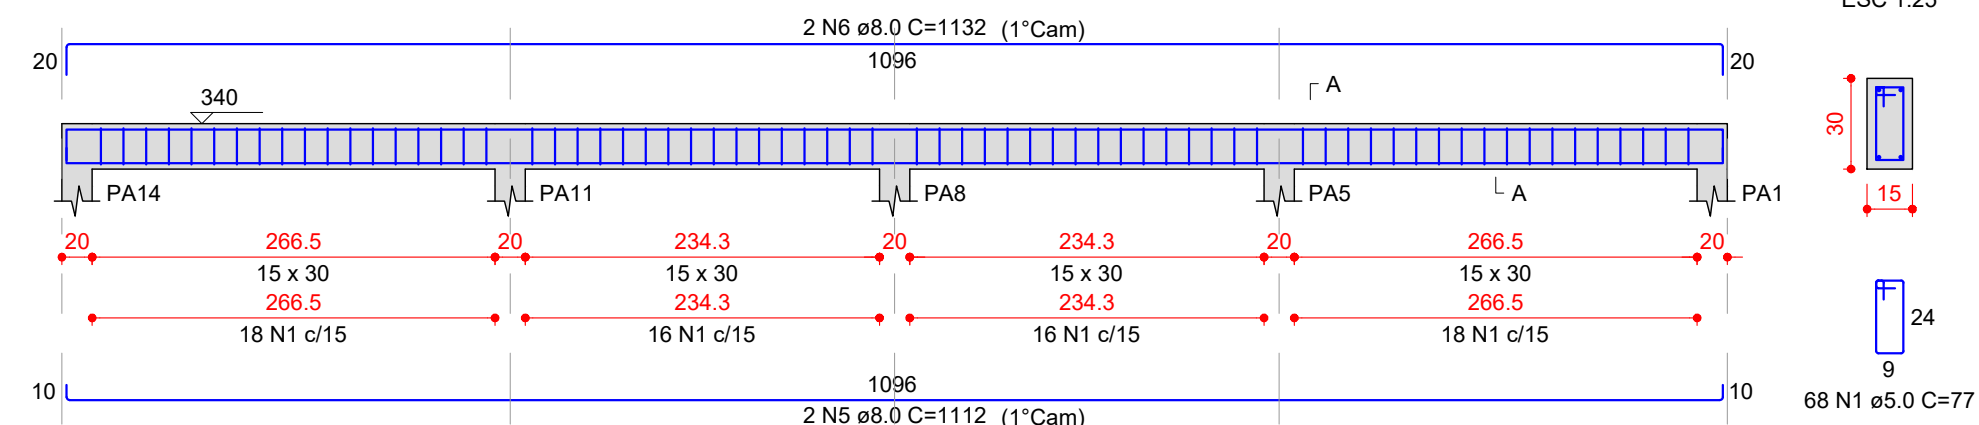 ESC 1:25
2 N6 ø8.0 C=1132 (1°Cam)
20 1096 20
A
340
30
PA14 PA11 PA8 PA5 A PA1
15
20 266.5 20 234.3 20 234.3 20 266.5 20
15 x 30 15 x 30 15 x 30 15 x 30
266.5 234.3 234.3 266.5
18 N1 c/15 16 N1 c/15 16 N1 c/15 18 N1 c/15
24
9
10 1096 10
68 N1 ø5.0 C=77
2 N5 ø8.0 C=1112 (1°Cam)